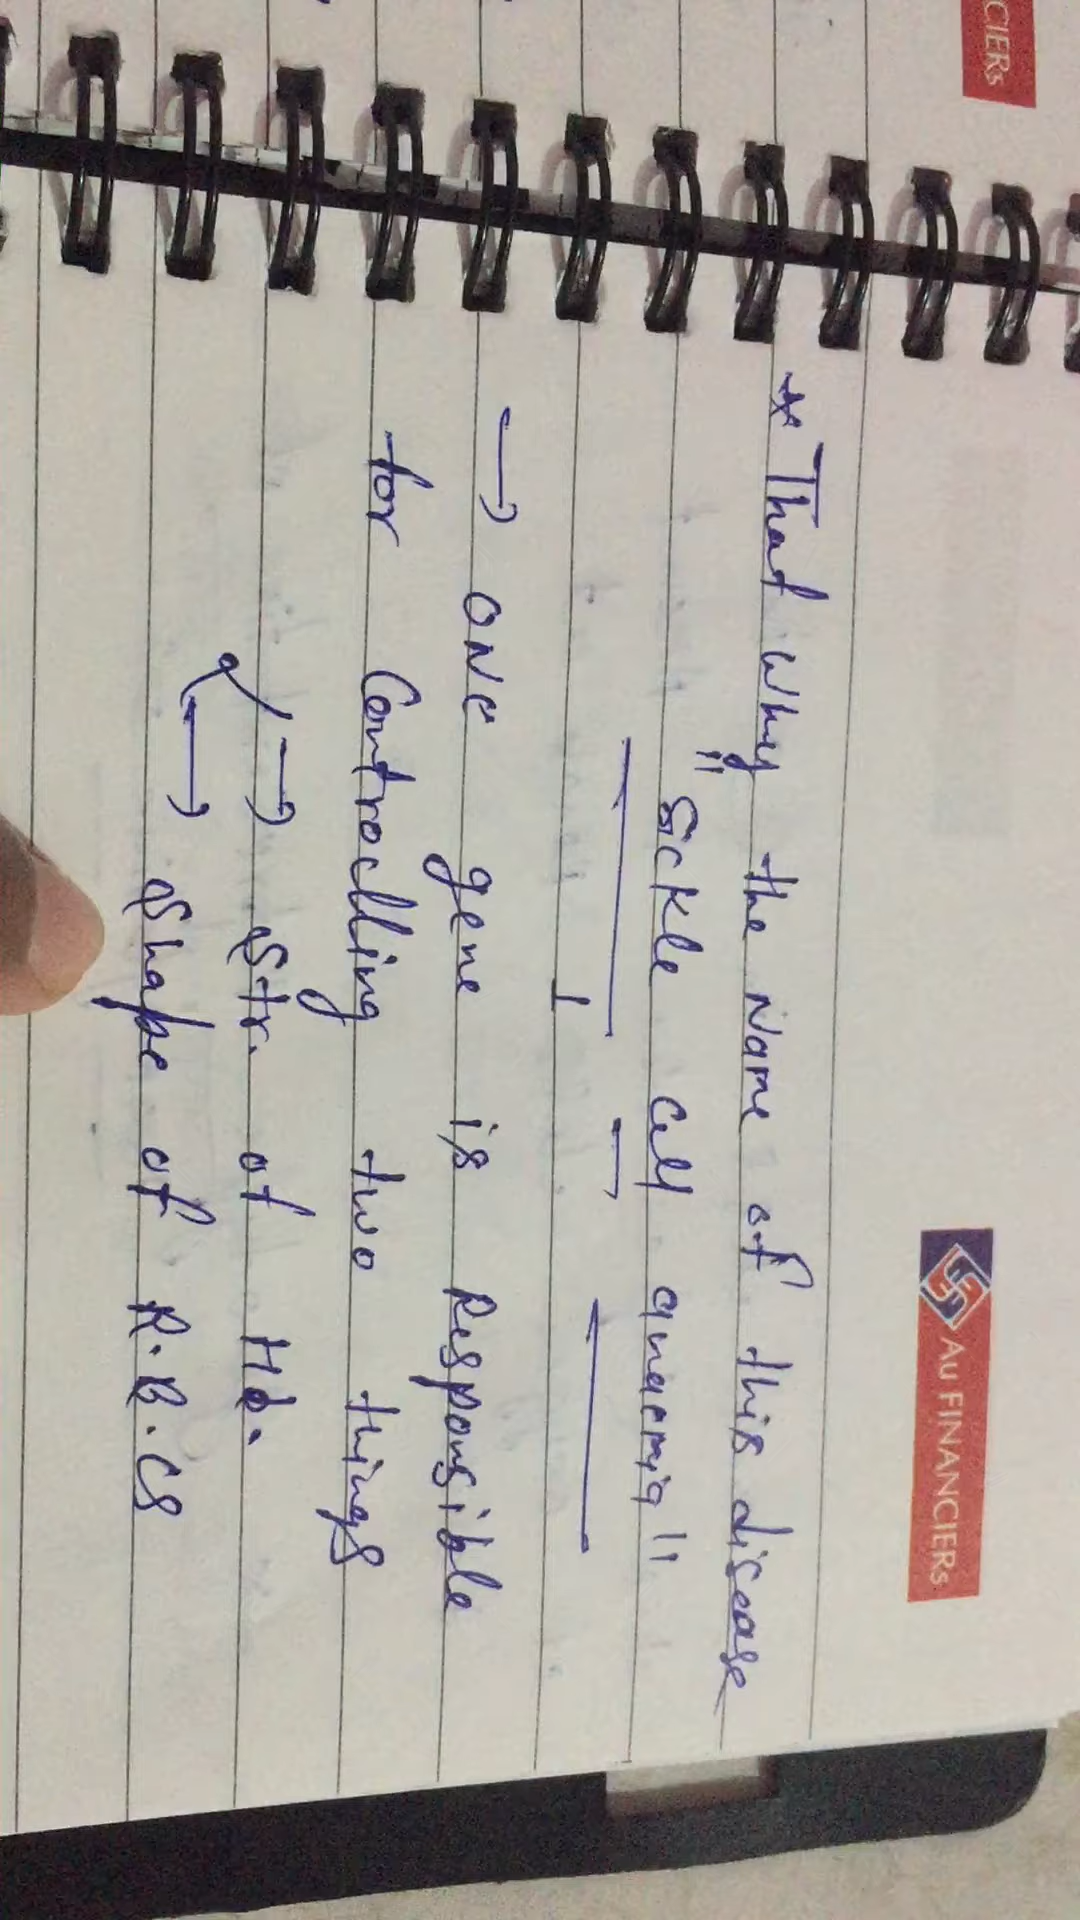 CIERs
Au FINANCIERs
* That why the Name of this disease
"Sickle Cell anaemia"
→ ONE gene is Responsible
for Controlling two things
→ Str. of Hb.
→ Shape of R.B.CS